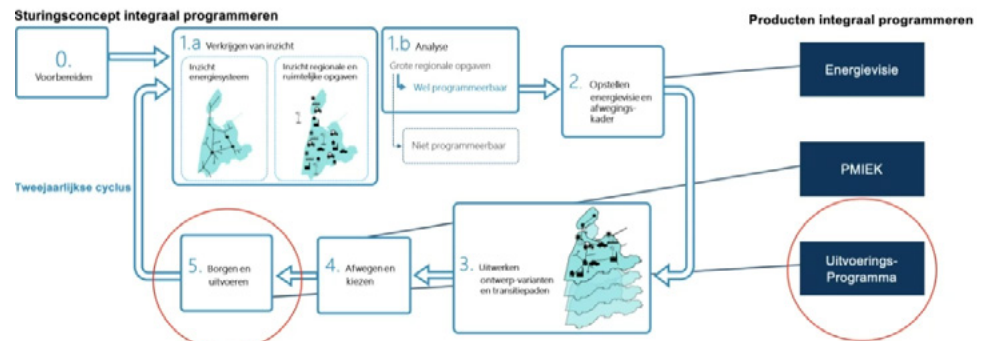 Sturingsconcept integraal programmeren
Producten integraal programmeren
0.
Voorbereiden
1.a Verkrijgen van inzicht
Inzicht
energiesysteem
Inzicht regionale en
ruimtelijke opgaven
1.b Analyse
Grote regionale opgaven
Wel programmeerbaar
Niet programmeerbaar
2. Opstellen
energievisie en
afwegings-
kader
Energievisie
PMIEK
Uitvoerings-
Programma
Tweejaarlijkse cyclus
3. Uitwerken
ontwerp-varianten
en transitiepaden
4. Afwegen en
kiezen
5. Borgen en
uitvoeren